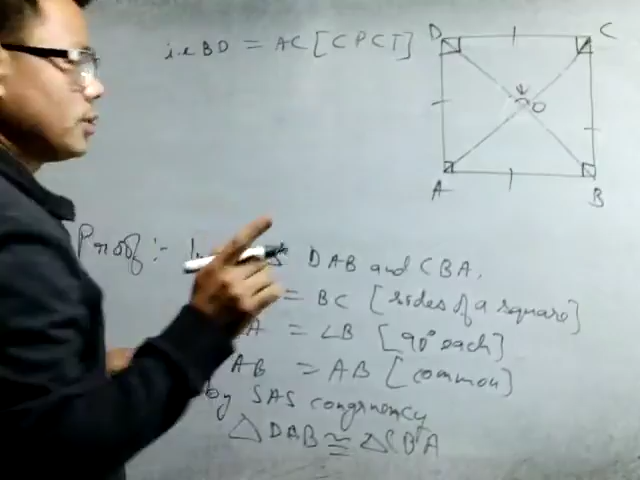 i.e BD = AC [CPCT]
D
C
O
A
B
Proof :- DAB and CBA,
= BC [sides of a square]
A = ∠B [90° each]
AB = AB [common]
by SAS congruency
△DAB ≅ △CBA